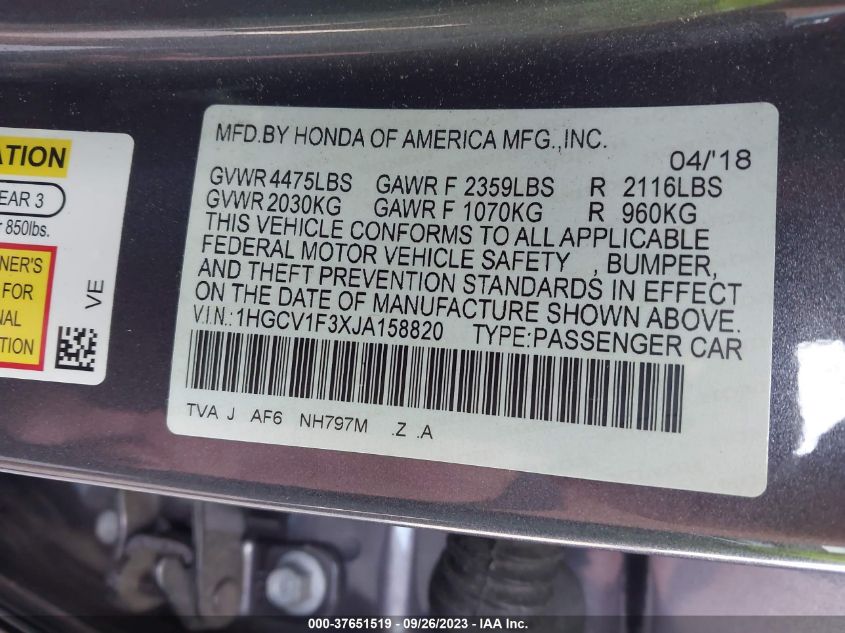 ATION
EAR 3
r 850lbs.
NER'S
FOR
NAL
TION
VE
MFD.BY HONDA OF AMERICA MFG.,INC.
04/'18
GVWR 4475LBS GAWR F 2359LBS R 2116LBS
GVWR 2030KG GAWR F 1070KG R 960KG
THIS VEHICLE CONFORMS TO ALL APPLICABLE
FEDERAL MOTOR VEHICLE SAFETY , BUMPER,
AND THEFT PREVENTION STANDARDS IN EFFECT
ON THE DATE OF MANUFACTURE SHOWN ABOVE.
VIN.:1HGCV1F3XJA158820 TYPE:PASSENGER CAR
TVA J AF6 NH797M .Z .A
000-37651519 - 09/26/2023 - IAA Inc.